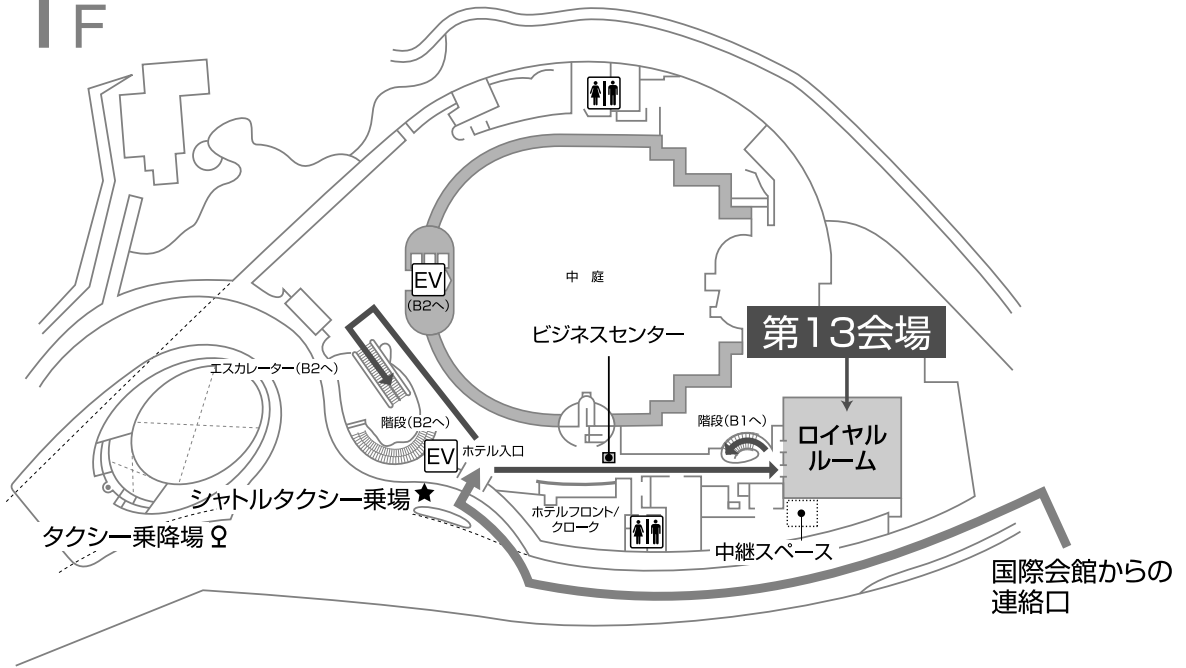 1F
EV
(B2へ)
中 庭
ビジネスセンター
第13会場
エスカレーター(B2へ)
階段(B2へ)
階段(B1へ)
ロイヤル
ルーム
EV
ホテル入口
シャトルタクシー乗場★
ホテルフロント/
クローク
タクシー乗降場
中継スペース
国際会館からの
連絡口